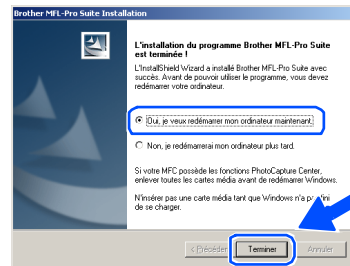 Brother MFL-Pro Suite Installation
L'installation du programme Brother MFL-Pro Suite
est terminée !
L'InstallShield Wizard a installé Brother MFL-Pro Suite avec
succès. Avant de pouvoir utiliser le programme, vous devez
redémarrer votre ordinateur.
Oui, je veux redémarrer mon ordinateur maintenant.
Non, je redémarrerai mon ordinateur plus tard.
Si votre MFC possède les fonctions PhotoCapture Center,
enlever toutes les cartes média avant de redémarrer Windows.
N'insérer pas une carte média tant que Windows n'a pas fini
de se charger.
< Précédent
Terminer
Annuler